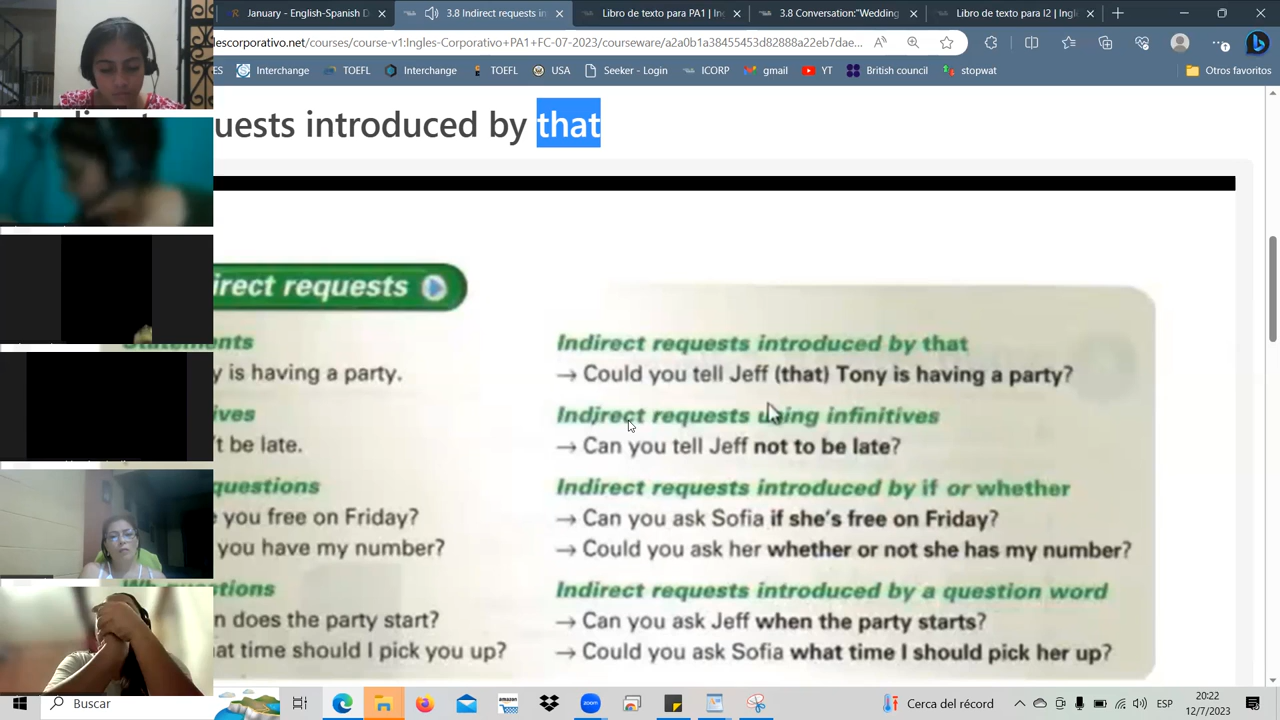 January - English-Spanish D
3.8 Indirect requests in
Libro de texto para PA1 | In
3.8 Conversation:"Wedding
Libro de texto para I2 | Ingl
lescorporativo.net/courses/course-v1:Ingles-Corporativo+PA1+FC-07-2023/courseware/a2a0b1a38455453d82888a22eb7dae...
ES Interchange TOEFL Interchange TOEFL USA Seeker - Login ICORP gmail YT British council stopwat Otros favoritos
uests introduced by that
irect requests
Statements
Indirect requests introduced by that
y is having a party.
→ Could you tell Jeff (that) Tony is having a party?
ives
Indirect requests using infinitives
't be late.
→ Can you tell Jeff not to be late?
questions
Indirect requests introduced by if or whether
e you free on Friday?
→ Can you ask Sofia if she's free on Friday?
you have my number?
→ Could you ask her whether or not she has my number?
Wh-questions
Indirect requests introduced by a question word
n does the party start?
→ Can you ask Jeff when the party starts?
at time should I pick you up?
→ Could you ask Sofia what time I should pick her up?
Buscar
Cerca del récord
ESP
20:22
12/7/2023